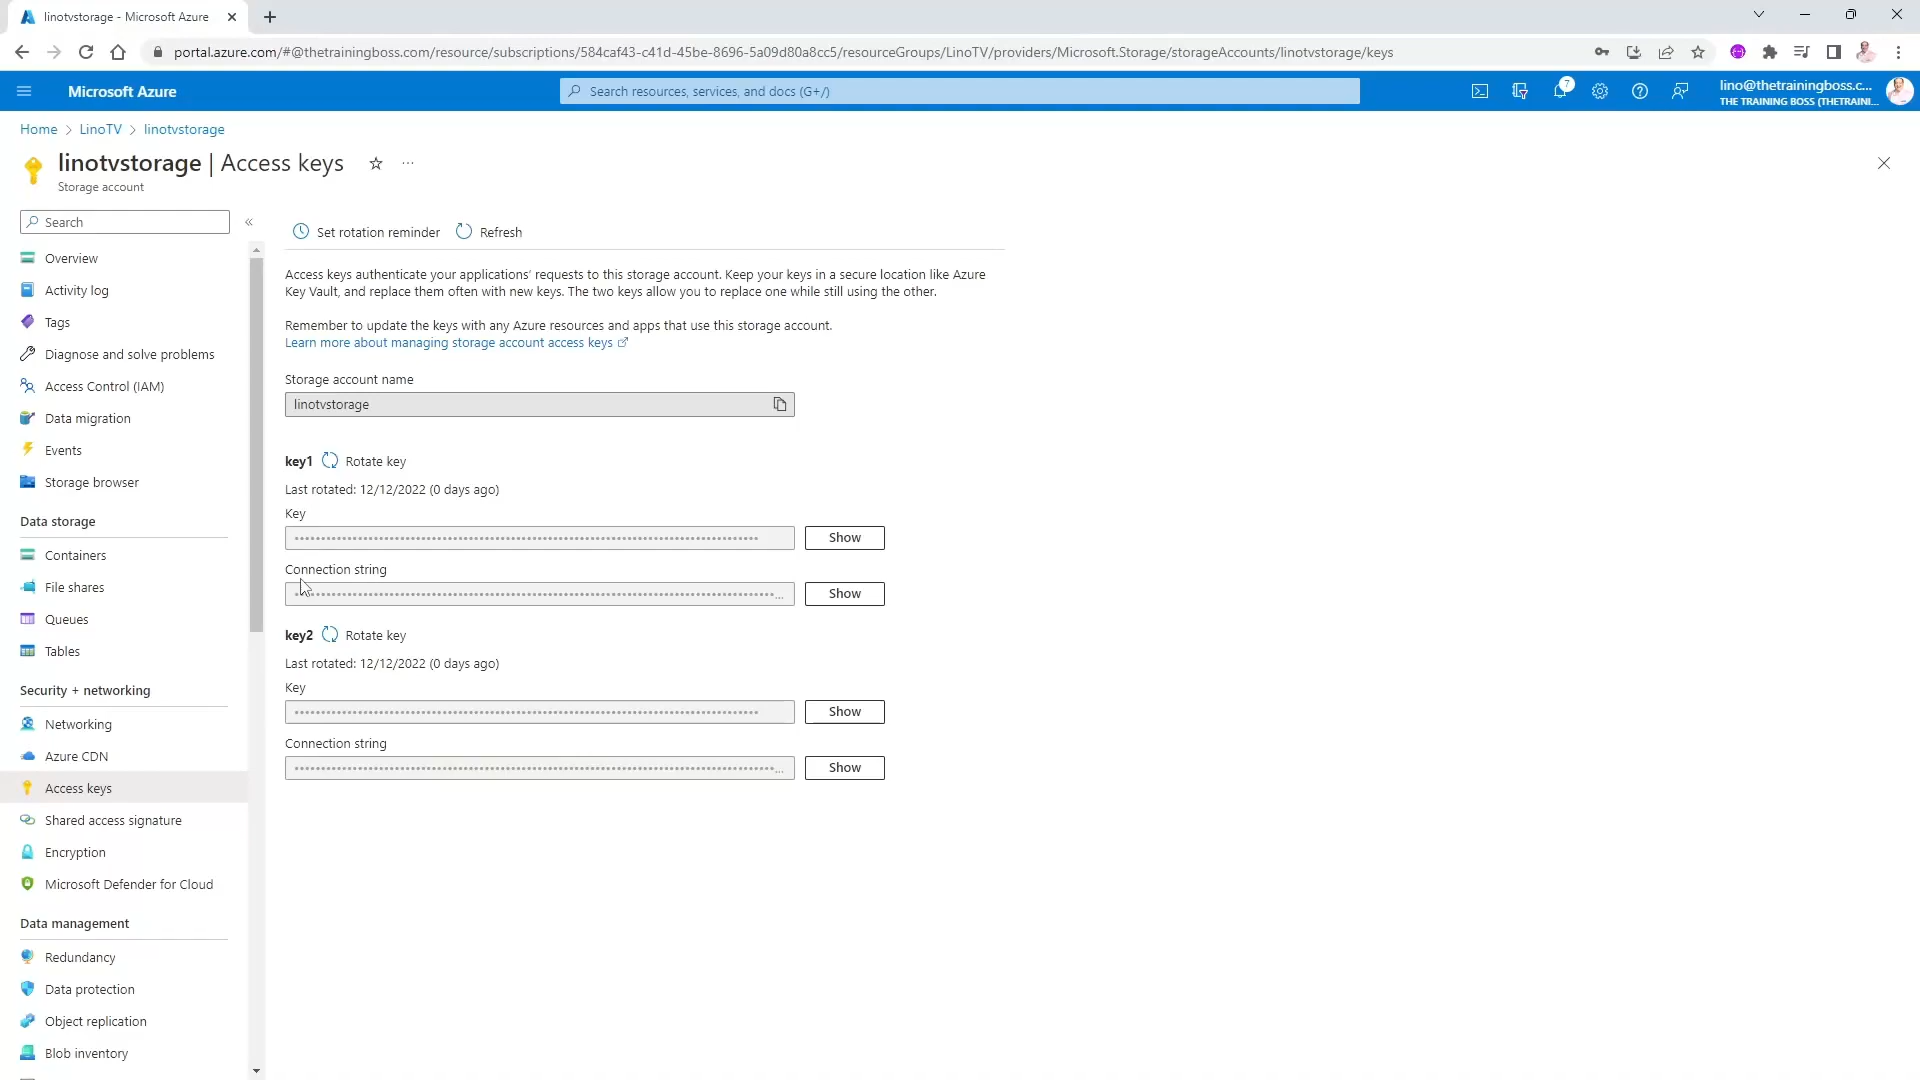 linotvstorage - Microsoft Azure
portal.azure.com/#@thetrainingboss.com/resource/subscriptions/584caf43-c41d-45be-8696-5a09d80a8cc5/resourceGroups/LinoTV/providers/Microsoft.Storage/storageAccounts/linotvstorage/keys
Microsoft Azure
Search resources, services, and docs (G+/)
7
lino@thetrainingboss.c...
THE TRAINING BOSS (THETRAINI...
Home > LinoTV > linotvstorage
linotvstorage | Access keys
Storage account
Search
Overview
Activity log
Tags
Diagnose and solve problems
Access Control (IAM)
Data migration
Events
Storage browser
Data storage
Containers
File shares
Queues
Tables
Security + networking
Networking
Azure CDN
Access keys
Shared access signature
Encryption
Microsoft Defender for Cloud
Data management
Redundancy
Data protection
Object replication
Blob inventory
Set rotation reminder
Refresh
Access keys authenticate your applications' requests to this storage account. Keep your keys in a secure location like Azure
Key Vault, and replace them often with new keys. The two keys allow you to replace one while still using the other.
Remember to update the keys with any Azure resources and apps that use this storage account.
Learn more about managing storage account access keys
Storage account name
linotvstorage
key1
Rotate key
Last rotated: 12/12/2022 (0 days ago)
Key
Show
Connection string
Show
key2
Rotate key
Last rotated: 12/12/2022 (0 days ago)
Key
Show
Connection string
Show